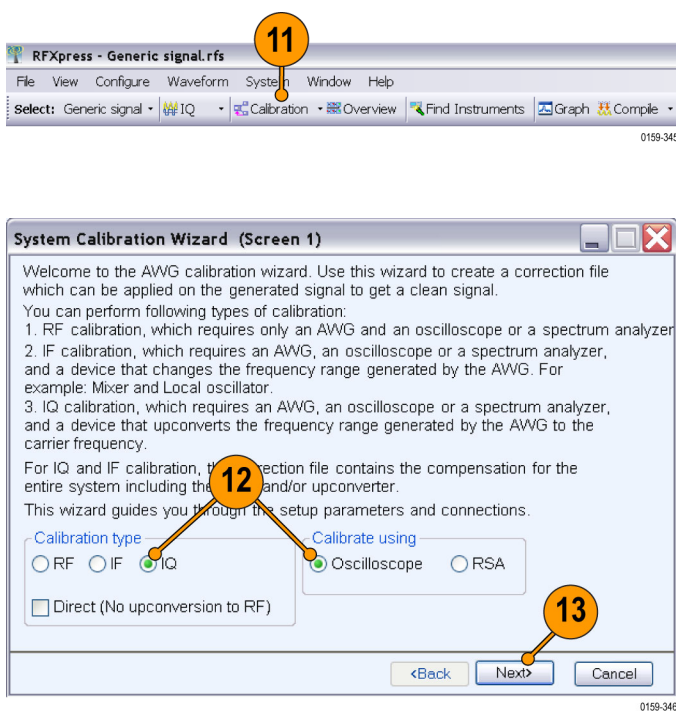 11
RFXpress - Generic signal.rfs
File View Configure Waveform System Window Help
Select: Generic signal IQ Calibration Overview Find Instruments Graph Compile
0159-345
System Calibration Wizard (Screen 1)
Welcome to the AWG calibration wizard. Use this wizard to create a correction file
which can be applied on the generated signal to get a clean signal.
You can perform following types of calibration:
1. RF calibration, which requires only an AWG and an oscilloscope or a spectrum analyzer
2. IF calibration, which requires an AWG, an oscilloscope or a spectrum analyzer,
and a device that changes the frequency range generated by the AWG. For
example: Mixer and Local oscillator.
3. IQ calibration, which requires an AWG, an oscilloscope or a spectrum analyzer,
and a device that upconverts the frequency range generated by the AWG to the
carrier frequency.
For IQ and IF calibration, the correction file contains the compensation for the
entire system including the and/or upconverter.
12
This wizard guides you through the setup parameters and connections.
Calibration type
RF IF IQ
Direct (No upconversion to RF)
Calibrate using
Oscilloscope RSA
13
<Back Next> Cancel
0159-346